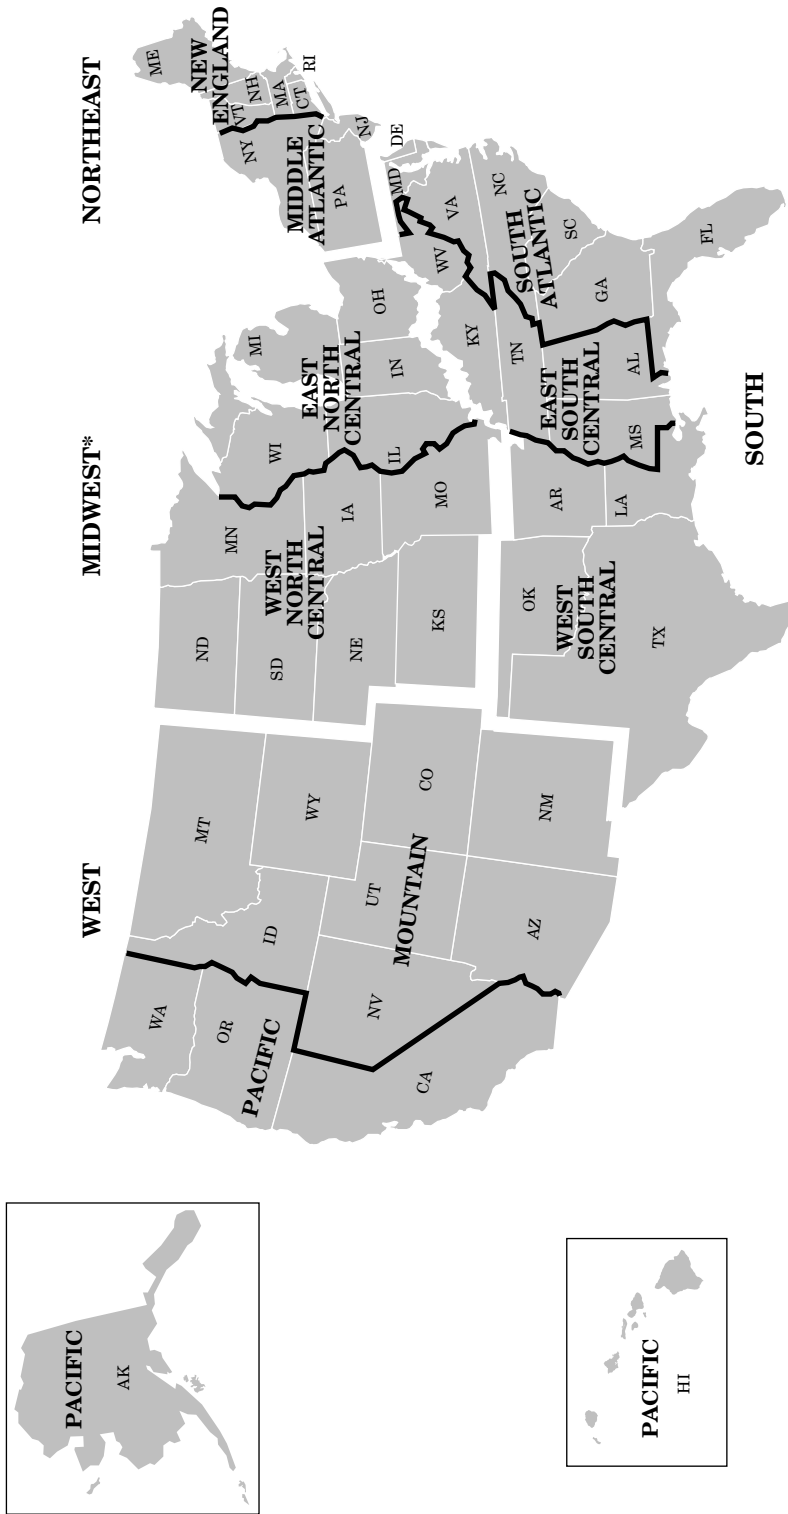 WEST
MIDWEST*
NORTHEAST
PACIFIC
AK
WA
MT
ND
MN
OR
ID
WY
SD
WI
MI
PACIFIC
WEST
NORTH
CENTRAL
EAST
NORTH
CENTRAL
MIDDLE
ATLANTIC
NEW
ENGLAND
ME
VT
NH
NY
MA
CT
RI
PA
NJ
NV
UT
CO
NE
IA
IL
IN
OH
DE
MD
MOUNTAIN
CA
KS
MO
KY
WV
VA
AZ
NM
OK
AR
TN
NC
SOUTH
ATLANTIC
SC
WEST
SOUTH
CENTRAL
EAST
SOUTH
CENTRAL
GA
TX
LA
MS
AL
FL
PACIFIC
HI
SOUTH